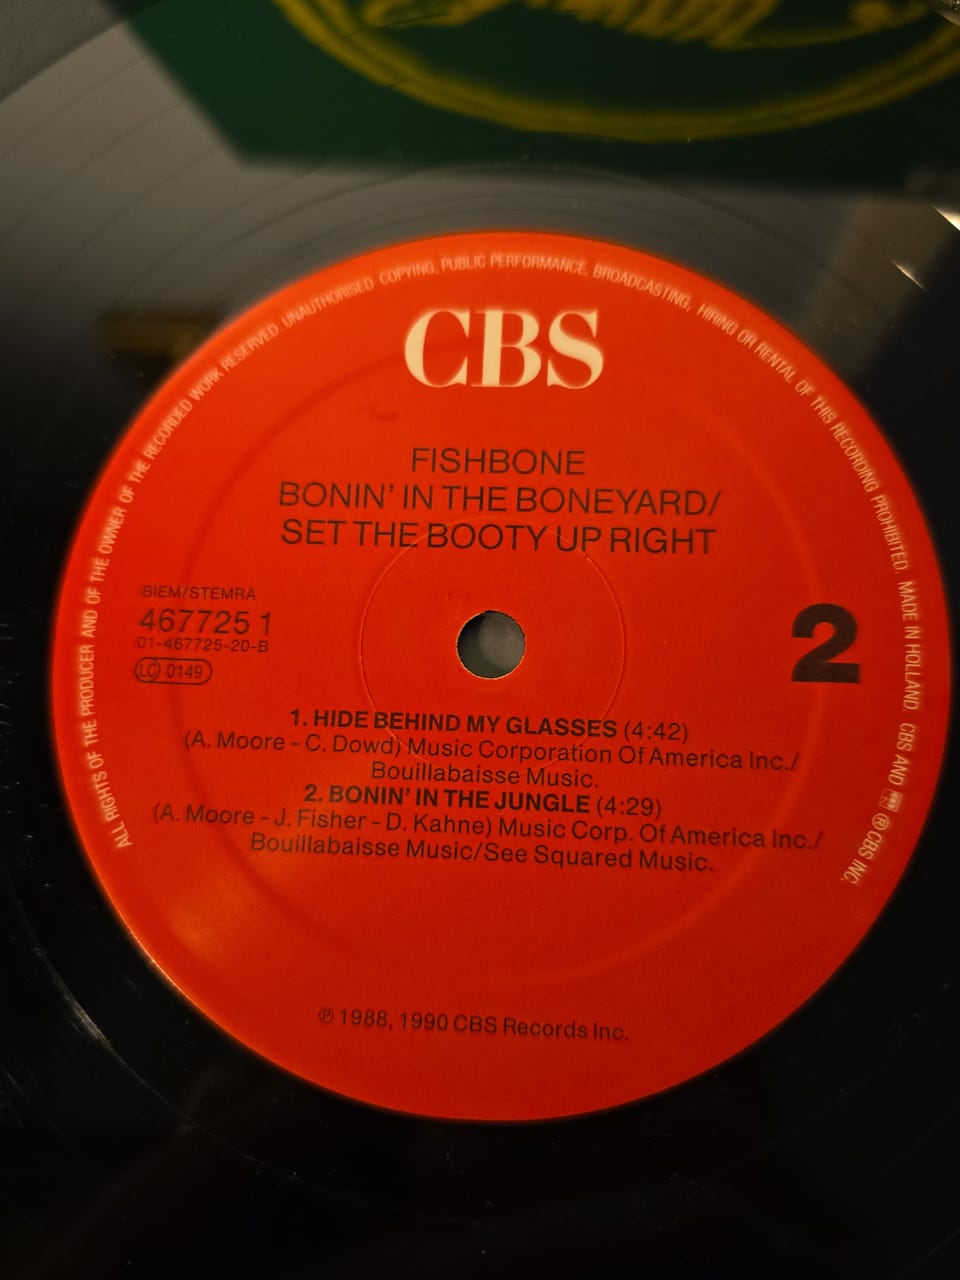 ALL RIGHTS OF THE PRODUCER AND OF THE OWNER OF THE RECORDED WORK RESERVED UNAUTHORISED COPYING, PUBLIC PERFORMANCE, BROADCASTING, HIRING OR RENTAL OF THIS RECORDING PROHIBITED. MADE IN HOLLAND. CBS AND ® CBS INC.
CBS
FISHBONE
BONIN' IN THE BONEYARD/
SET THE BOOTY UP RIGHT
BIEM/STEMRA
467725 1
01-467725-20-B
LC 0149
2
1. HIDE BEHIND MY GLASSES (4:42)
(A. Moore - C. Dowd) Music Corporation Of America Inc./
Bouillabaisse Music.
2. BONIN' IN THE JUNGLE (4:29)
(A. Moore - J. Fisher - D. Kahne) Music Corp. Of America Inc./
Bouillabaisse Music/See Squared Music.
℗ 1988, 1990 CBS Records Inc.